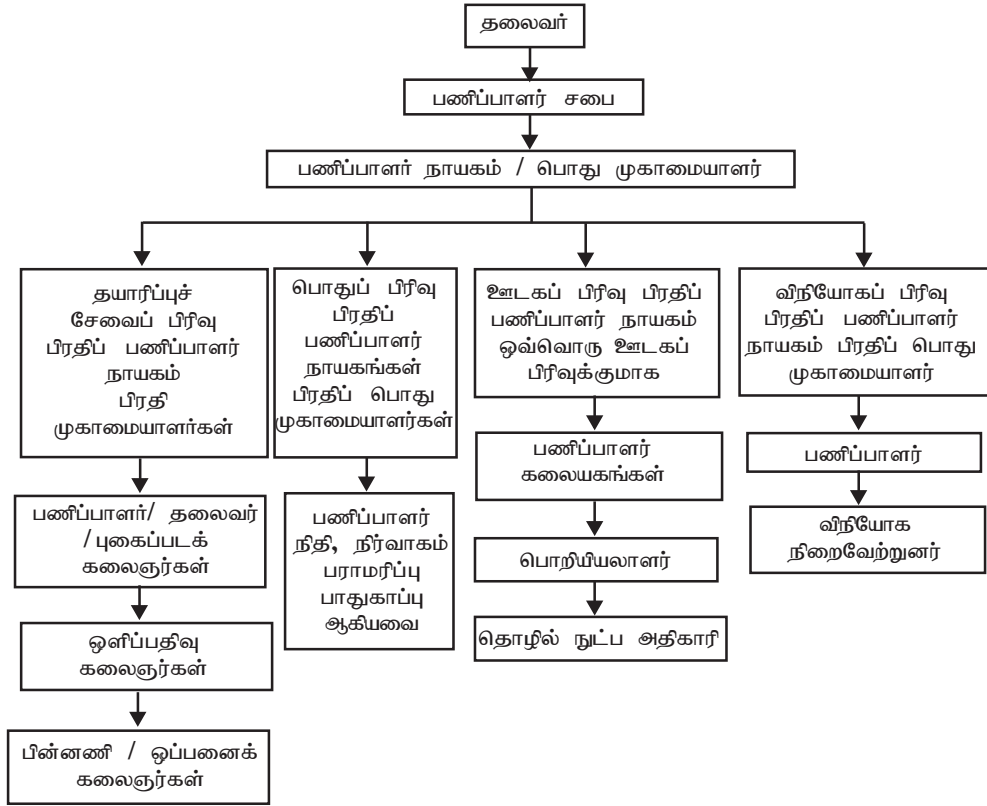 தலைவர்
பணிப்பாளர் சபை
பணிப்பாளர் நாயகம் / பொது முகாமையாளர்
தயாரிப்புச்
சேவைப் பிரிவு
பிரதிப் பணிப்பாளர்
நாயகம்
பிரதி
முகாமையாளர்கள்
பணிப்பாளர்/ தலைவர்
/புகைப்படக்
கலைஞர்கள்
ஒளிப்பதிவு
கலைஞர்கள்
பின்னணி / ஒப்பனைக்
கலைஞர்கள்
பொதுப் பிரிவு
பிரதிப்
பணிப்பாளர்
நாயகங்கள்
பிரதிப் பொது
முகாமையாளர்கள்
பணிப்பாளர்
நிதி, நிர்வாகம்
பராமரிப்பு
பாதுகாப்பு
ஆகியவை
ஊடகப் பிரிவு பிரதிப்
பணிப்பாளர் நாயகம்
ஒவ்வொரு ஊடகப்
பிரிவுக்குமாக
பணிப்பாளர்
கலையகங்கள்
பொறியியலாளர்
தொழில் நுட்ப அதிகாரி
விநியோகப் பிரிவு
பிரதிப் பணிப்பாளர்
நாயகம் பிரதிப் பொது
முகாமையாளர்
பணிப்பாளர்
விநியோக
நிறைவேற்றுனர்